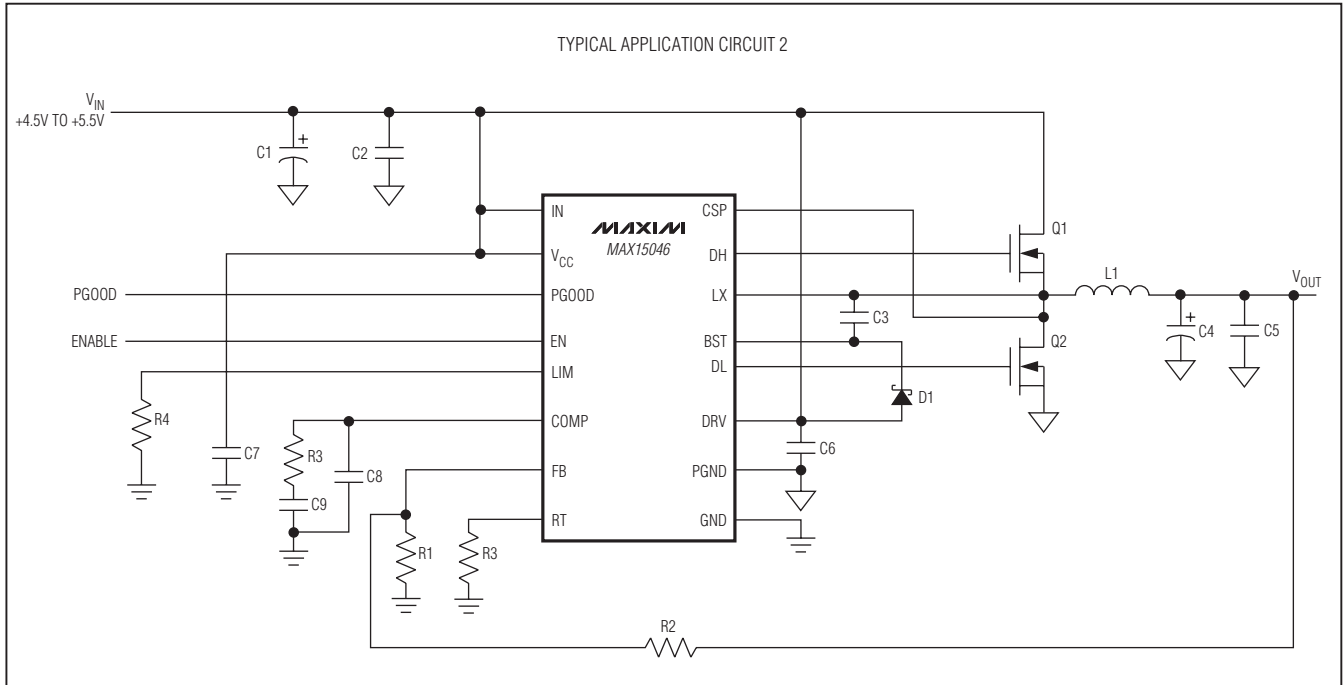 TYPICAL APPLICATION CIRCUIT 2
VIN
+4.5V TO +5.5V
C1
+
C2
IN
MAXIM
MAX15046
CSP
Q1
VCC
DH
L1
VOUT
PGOOD
PGOOD
LX
C3
+
C4
C5
ENABLE
EN
BST
Q2
LIM
DL
D1
R4
COMP
DRV
C7
R3
C8
C6
FB
PGND
C9
RT
GND
R1
R3
R2